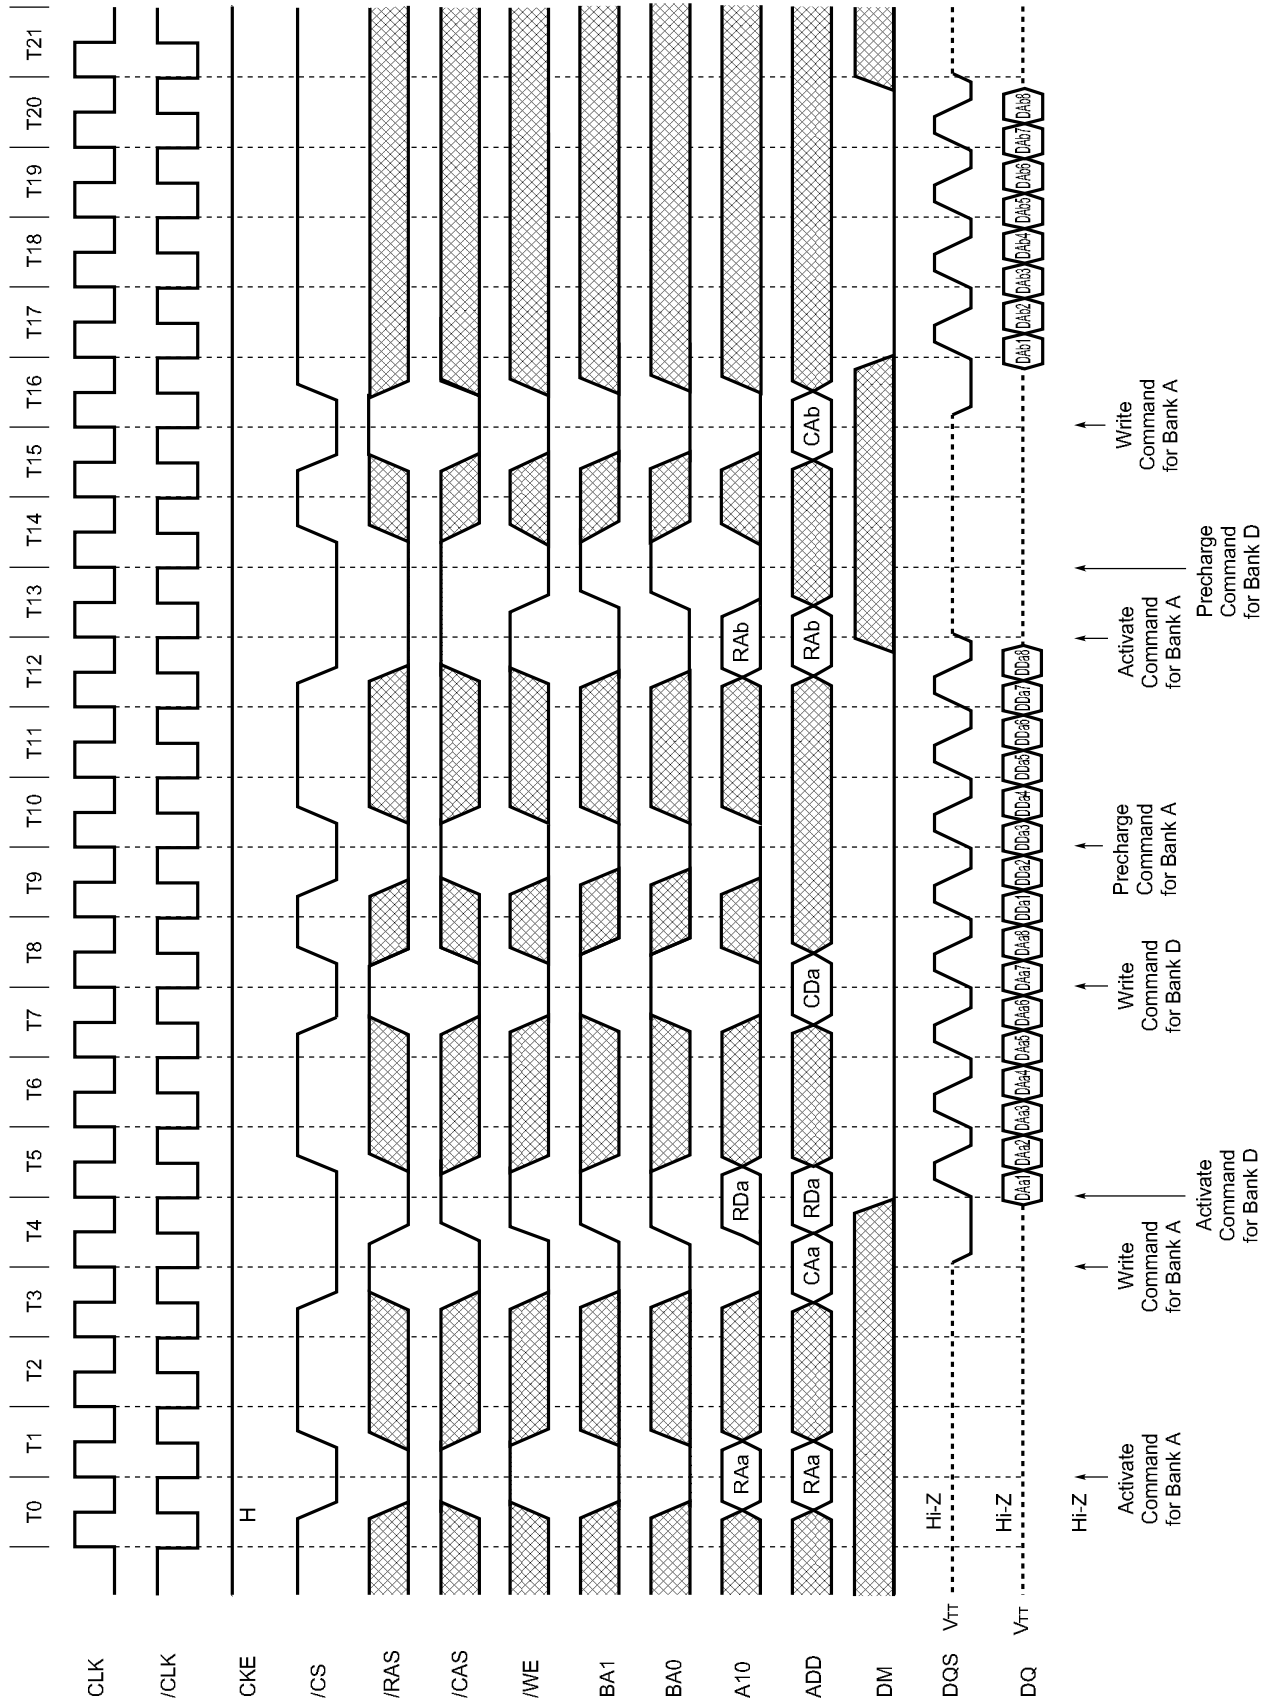 T0 T1 T2 T3 T4 T5 T6 T7 T8 T9 T10 T11 T12 T13 T14 T15 T16 T17 T18 T19 T20 T21
CLK
/CLK
CKE H
/CS
/RAS
/CAS
/WE
BA1
BA0
A10 RAa RDa RAb
ADD RAa CAa RDa CDa RAb CAb
DM
Hi-Z
DQS VTT
Hi-Z
DQ VTT DAa1 DAa2 DAa3 DAa4 DAa5 DAa6 DAa7 DAa8 DDa1 DDa2 DDa3 DDa4 DDa5 DDa6 DDa7 DDa8 DAb1 DAb2 DAb3 DAb4 DAb5 DAb6 DAb7 DAb8
Hi-Z
Activate
Command
for Bank A
Write
Command
for Bank A
Activate
Command
for Bank D
Write
Command
for Bank D
Precharge
Command
for Bank A
Activate
Command
for Bank A
Precharge
Command
for Bank D
Write
Command
for Bank A